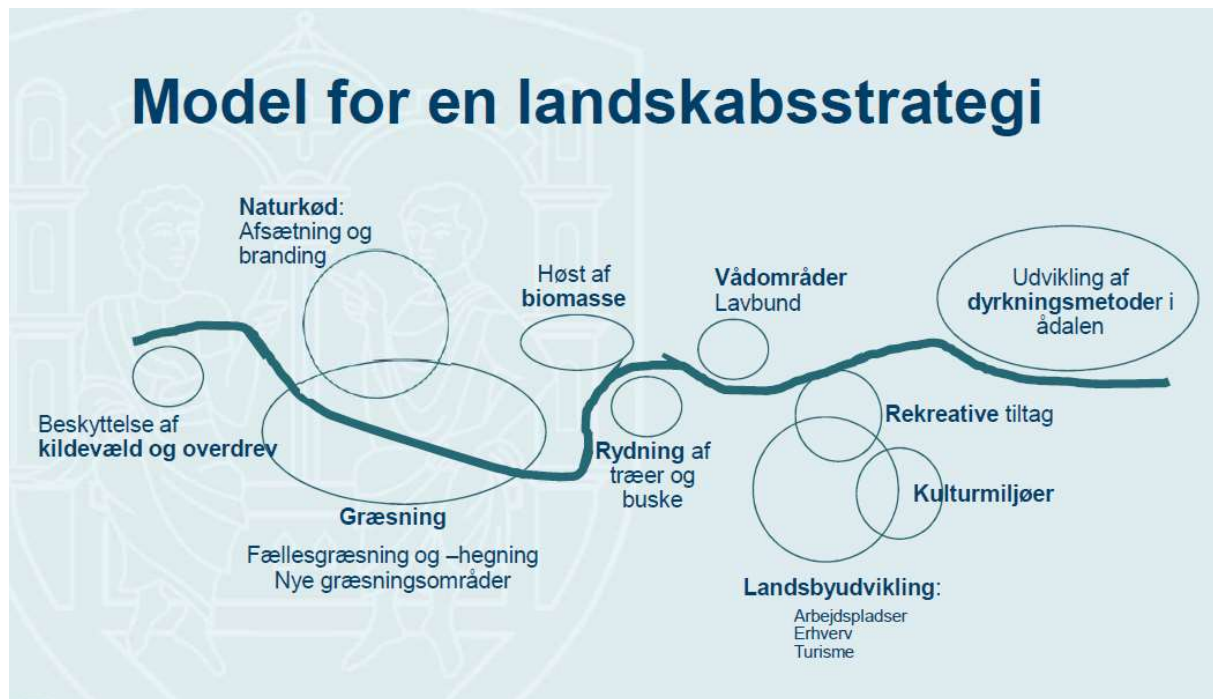 Model for en landskabsstrategi
Naturkød:
Afsætning og
branding
Høst af
biomasse
Vådområder
Lavbund
Udvikling af
dyrkningsmetoder i
ådalen
Beskyttelse af
kildevæld og overdrev
Rydning af
træer og
buske
Rekreative tiltag
Kulturmiljøer
Græsning
Fællesgræsning og –hegning
Nye græsningsområder
Landsbyudvikling:
Arbejdspladser
Erhverv
Turisme